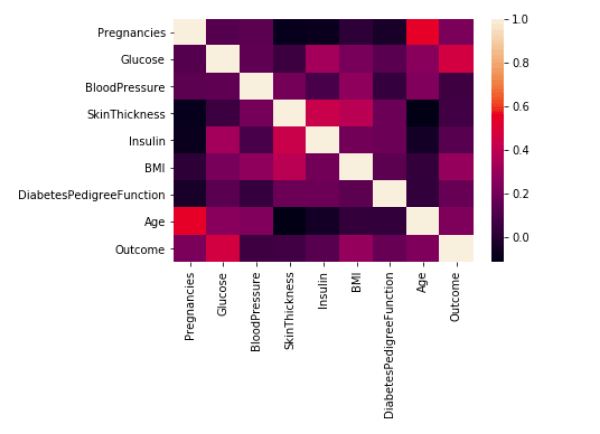 Pregnancies
Glucose
BloodPressure
SkinThickness
Insulin
BMI
DiabetesPedigreeFunction
Age
Outcome
Pregnancies
Glucose
BloodPressure
SkinThickness
Insulin
BMI
DiabetesPedigreeFunction
Age
Outcome
1.0
0.8
0.6
0.4
0.2
0.0